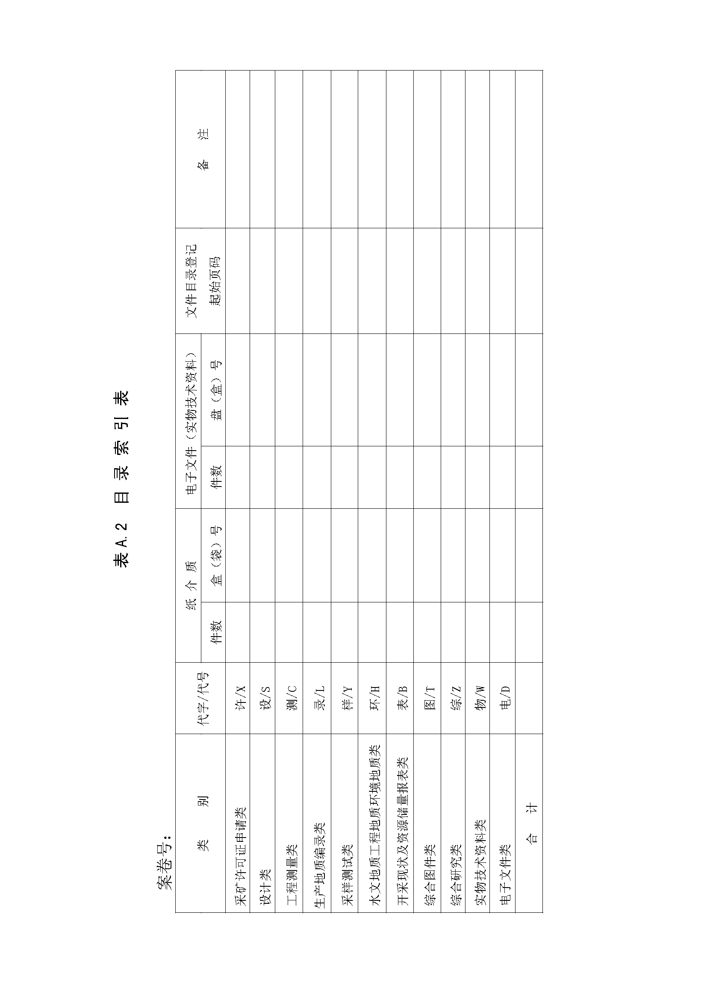 表A.2 目 录 索 引 表
案卷号:
类 别
代字/代号
纸 介 质
电子文件（实物技术资料）
文件目录登记
起始页码
备 注
件数
盒（袋）号
件数
盘（盒）号
采矿许可证申请类 许/X
设计类 设/S
工程测量类 测/C
生产地质编录类 录/L
采样测试类 样/Y
水文地质工程地质环境地质类 环/H
开采现状及资源储量报表类 表/B
综合图件类 图/T
综合研究类 综/Z
实物技术资料类 物/W
电子文件类 电/D
合 计